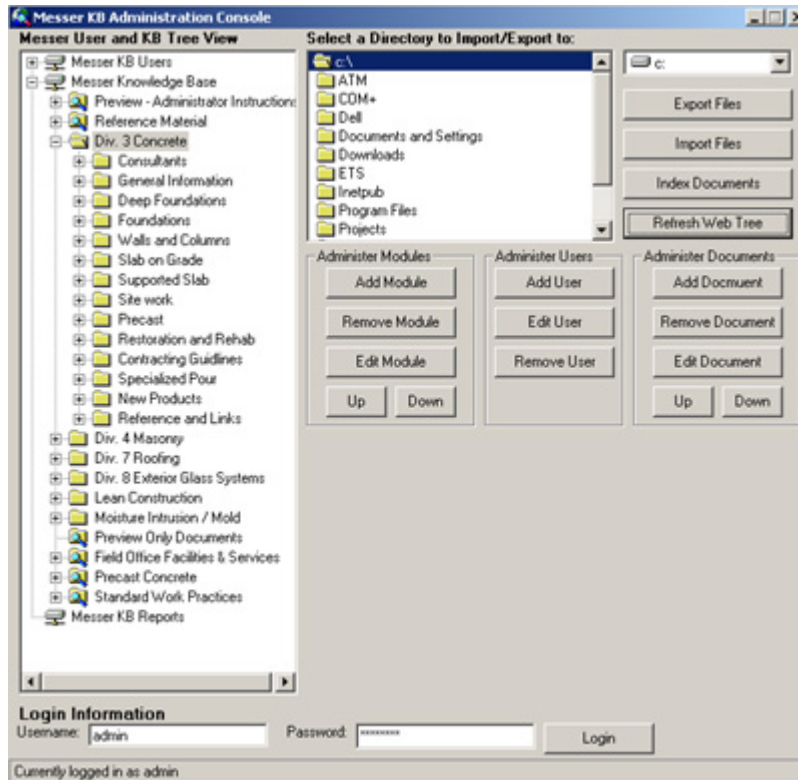 Messer KB Administration Console
Messer User and KB Tree View
Messer KB Users
Messer Knowledge Base
Preview - Administrator Instructions
Reference Material
Div. 3 Concrete
Consultants
General Information
Deep Foundations
Foundations
Walls and Columns
Slab on Grade
Supported Slab
Site work
Precast
Restoration and Rehab
Contracting Guidlines
Specialized Pour
New Products
Reference and Links
Div. 4 Masonry
Div. 7 Roofing
Div. 8 Exterior Glass Systems
Lean Construction
Moisture Intrusion / Mold
Preview Only Documents
Field Office Facilities & Services
Precast Concrete
Standard Work Practices
Messer KB Reports
Select a Directory to Import/Export to:
c:\
ATM
COM+
Dell
Documents and Settings
Downloads
ETS
Inetpub
Program Files
Projects
c:
Export Files
Import Files
Index Documents
Refresh Web Tree
Administer Modules
Add Module
Remove Module
Edit Module
Up Down
Administer Users
Add User
Edit User
Remove User
Administer Documents
Add Docmuent
Remove Document
Edit Document
Up Down
Login Information
Username: admin Password: ******** Login
Currently logged in as admin